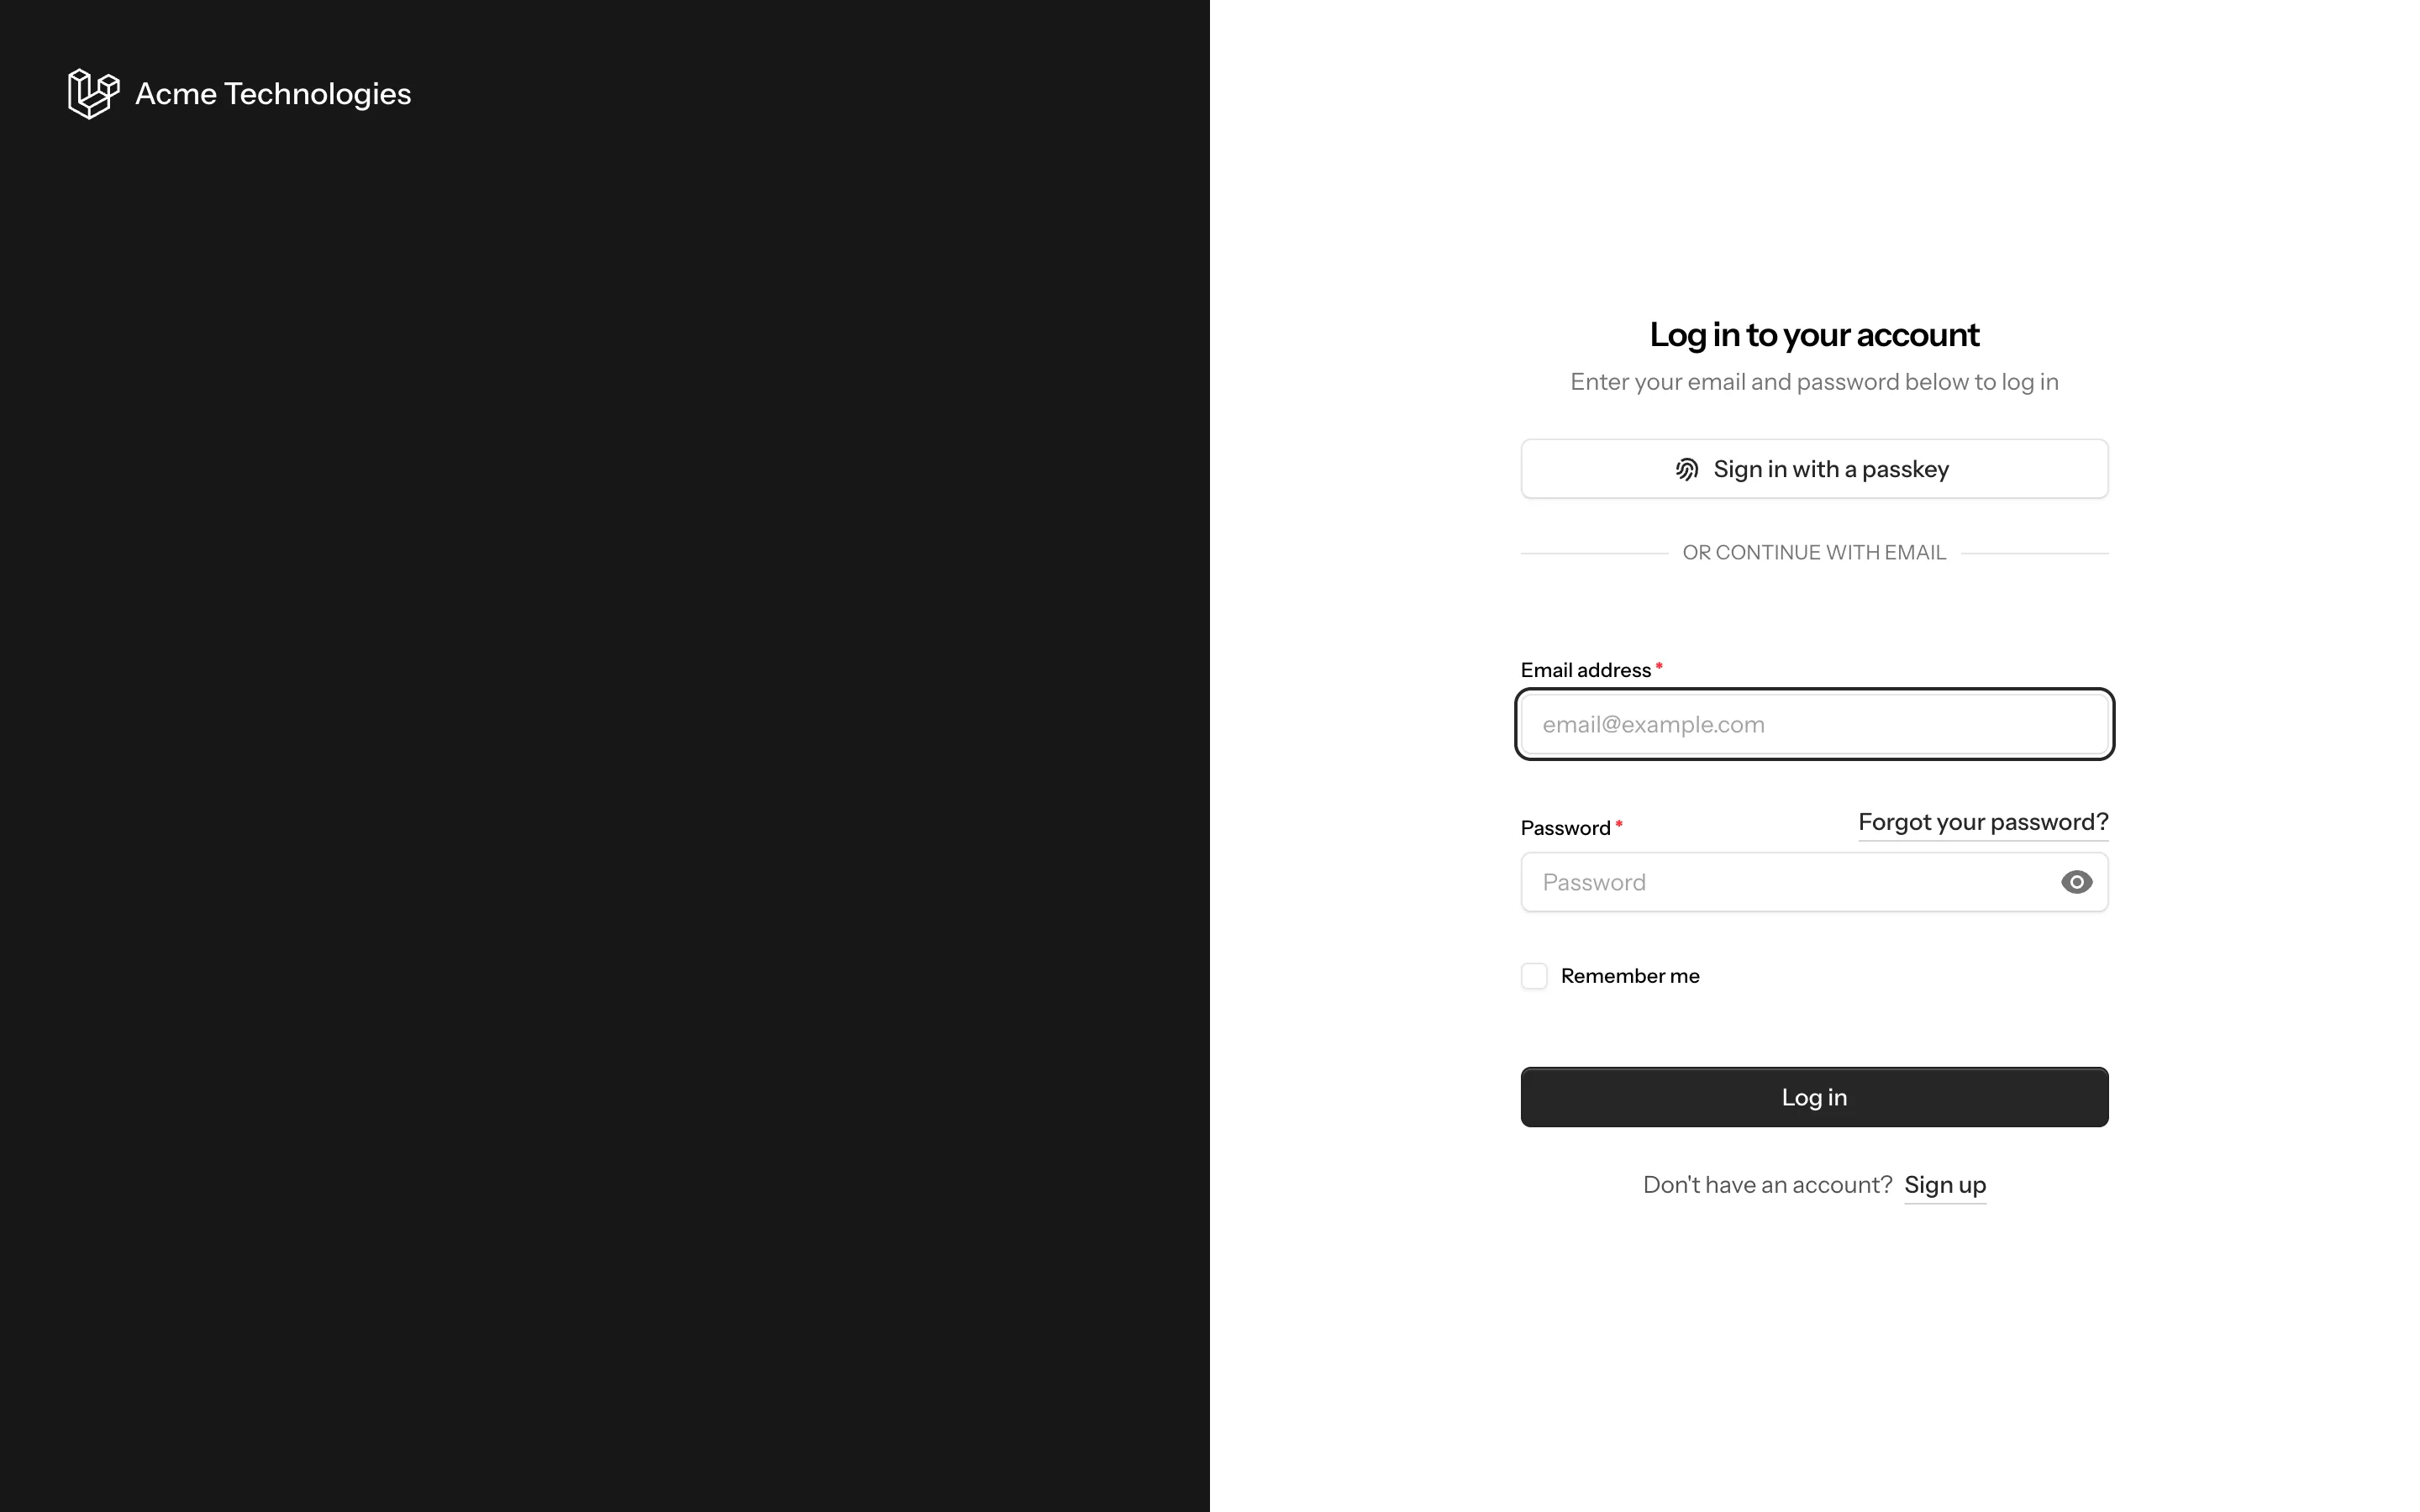 Acme Technologies
Log in to your account
Enter your email and password below to log in
Sign in with a passkey
OR CONTINUE WITH EMAIL
Email address *
email@example.com
Password *
Forgot your password?
Password
Remember me
Log in
Don't have an account? Sign up